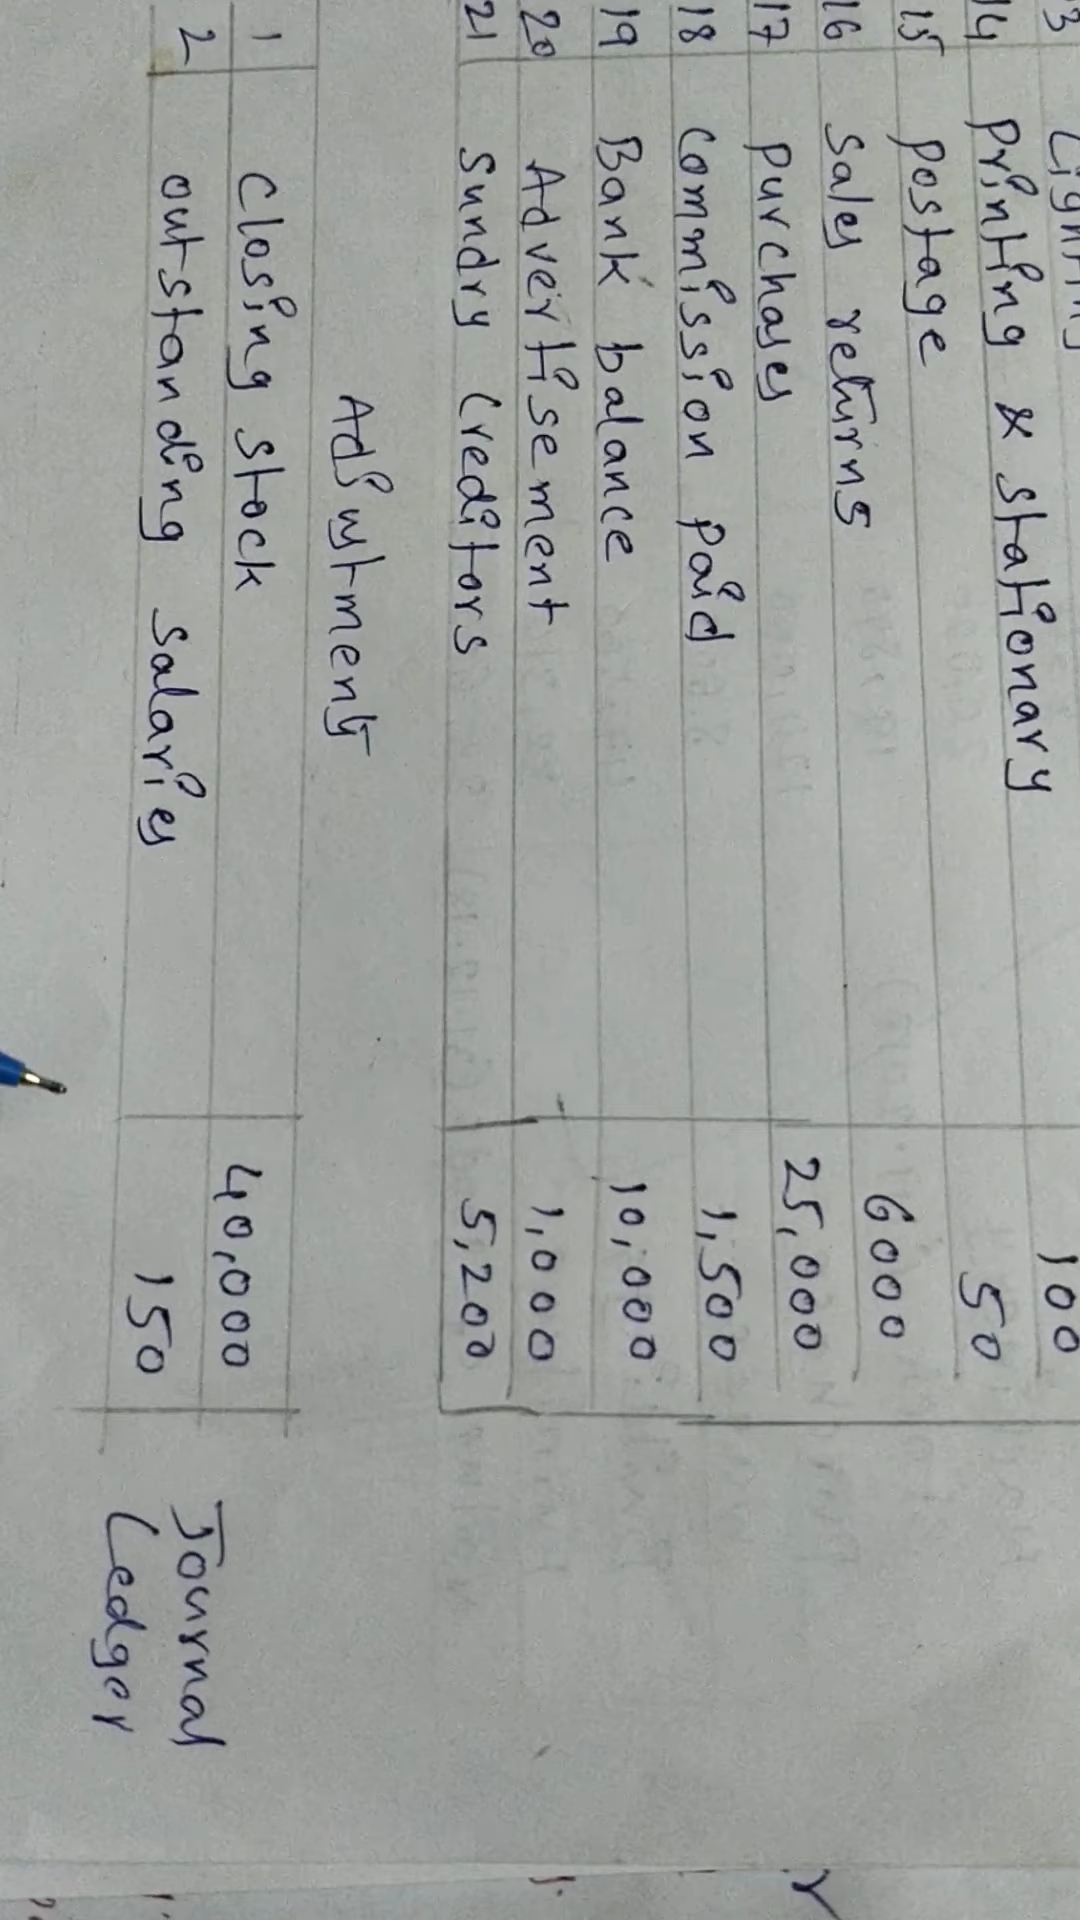 13 Lighting
14 Printing & stationary 100
15 postage 50
16 Sales returns 6000
17 purchases 25,000
18 Commission paid 1,500
19 Bank balance 10,000
20 Advertisement 1,000
21 Sundry Creditors 5,200
Adjustments
1 Closing stock 40,000
2 outstanding salaries 150
Journal
Ledger